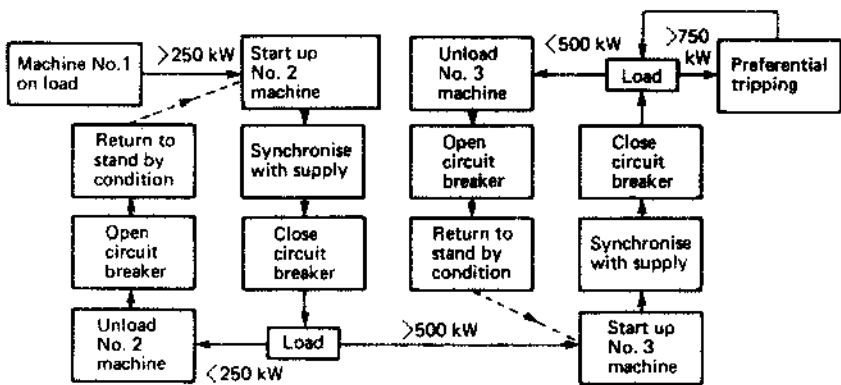 Machine No.1
on load
>250 kW
Start up
No. 2
machine
Unload
No. 3
machine
<500 kW
Load
>750
kW
Preferential
tripping
Return to
stand by
condition
Synchronise
with supply
Open
circuit
breaker
Close
circuit
breaker
Open
circuit
breaker
Close
circuit
breaker
Return to
stand by
condition
Synchronise
with supply
Unload
No. 2
machine
<250 kW
Load
>500 kW
Start up
No. 3
machine